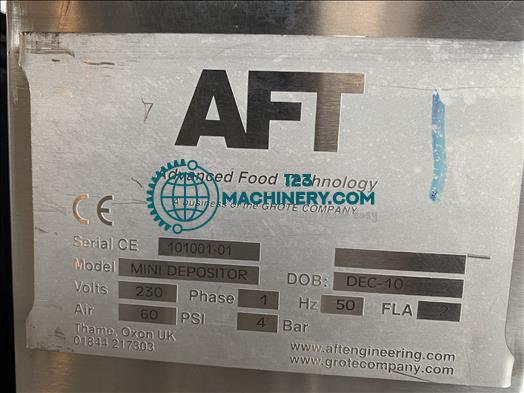 AFT
Advanced Food Technology
123
MACHINERY.COM
easy
A business of the GROTE COMPANY
CE
Serial CE 101001-01
Model MINI DEPOSITOR DOB: DEC-10
Volts 230 Phase 1 Hz 50 FLA 2
Air 60 PSI 4 Bar
Thame, Oxon UK
01844 217303
www.aftengineering.com
www.grotecompany.com